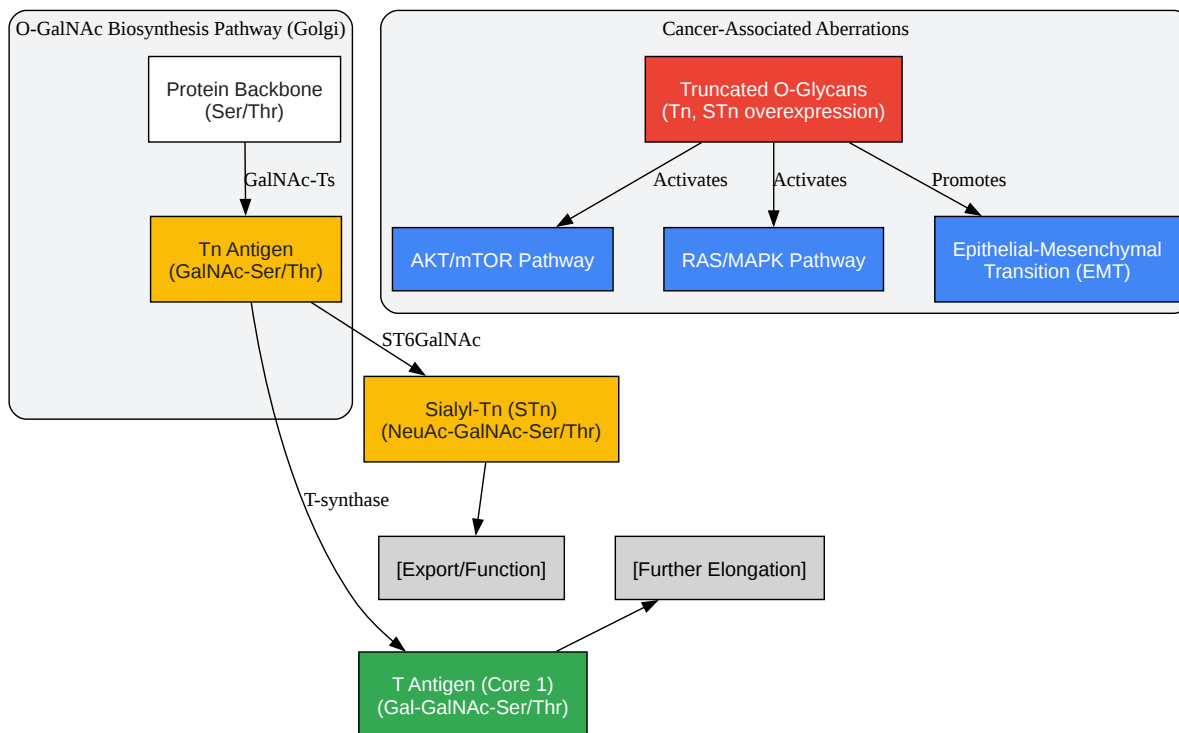 O-GalNAc Biosynthesis Pathway (Golgi)
Cancer-Associated Aberrations
Protein Backbone
(Ser/Thr)
Truncated O-Glycans
(Tn, STn overexpression)
GalNAc-Ts
Activates
Activates
Promotes
Tn Antigen
(GalNAc-Ser/Thr)
AKT/mTOR Pathway
RAS/MAPK Pathway
Epithelial-Mesenchymal
Transition (EMT)
ST6GalNAc
Sialyl-Tn (STn)
(NeuAc-GalNAc-Ser/Thr)
T-synthase
[Export/Function]
[Further Elongation]
T Antigen (Core 1)
(Gal-GalNAc-Ser/Thr)